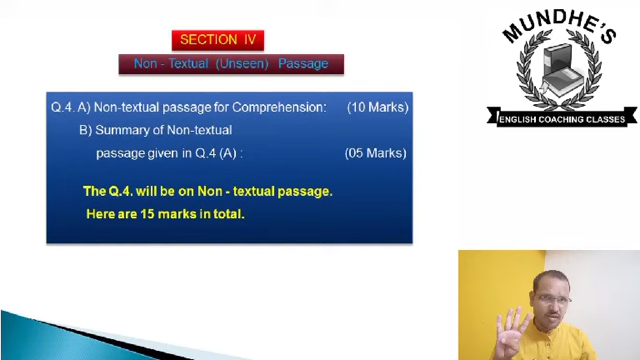 SECTION IV
Non - Textual (Unseen) Passage
Q.4. A) Non-textual passage for Comprehension: (10 Marks)
B) Summary of Non-textual
passage given in Q.4 (A) : (05 Marks)
The Q.4. will be on Non - textual passage.
Here are 15 marks in total.
MUNDHE'S
ENGLISH COACHING CLASSES